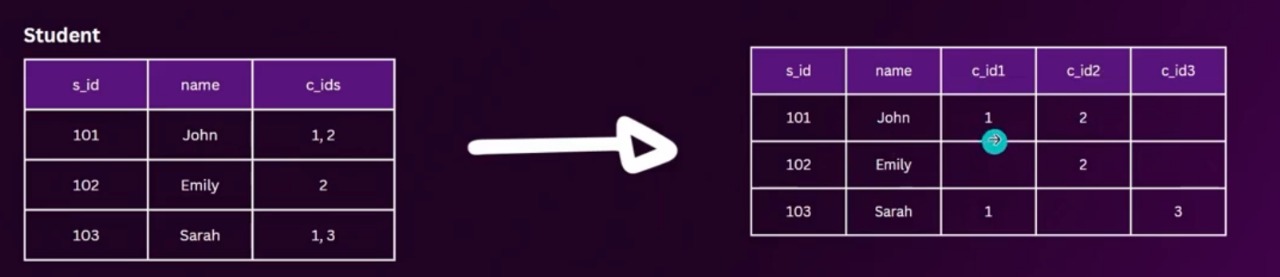 Student
s_id name c_ids
101 John 1, 2
102 Emily 2
103 Sarah 1, 3
s_id name c_id1 c_id2 c_id3
101 John 1 2
102 Emily 2
103 Sarah 1 3